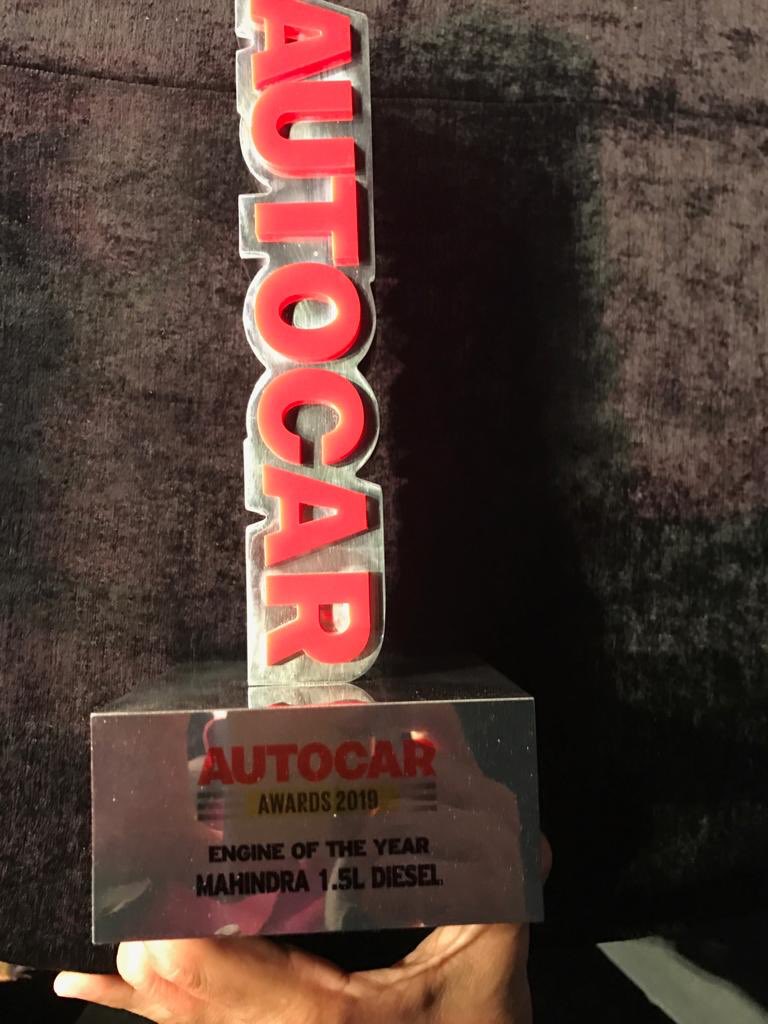 AUTOCAR
AUTOCAR
AWARDS 2019
ENGINE OF THE YEAR
MAHINDRA 1.5L DIESEL